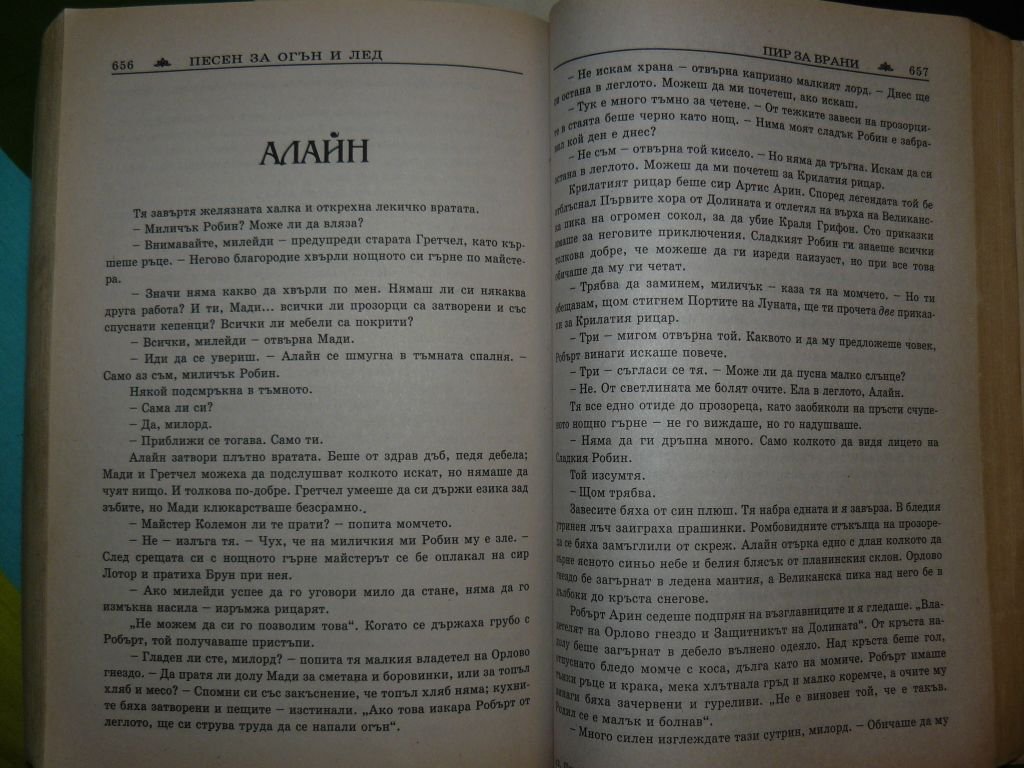 656 ПЕСЕН ЗА ОГЪН И ЛЕД
АЛАЙН
Тя завъртя желязната халка и открехна лекичко вратата.
– Миличък Робин? Може ли да вляза?
– Внимавайте, милейди – предупреди старата Гретчел, като кър-
шеше ръце. – Негово благородие хвърли нощното си гърне по майсте-
ра.
– Значи няма какво да хвърли по мен. Нямаш ли си някаква
друга работа? И ти, Мади... всички ли прозорци са затворени и със
спуснати кепенци? Всички ли мебели са покрити?
– Всички, милейди – отвърна Мади.
– Иди да се увериш. – Алайн се шмугна в тъмната спалня. –
Само аз съм, миличък Робин.
Някой подсмръкна в тъмното.
– Сама ли си?
– Да, милорд.
– Приближи се тогава. Само ти.
Алайн затвори плътно вратата. Беше от здрав дъб, педя дебела;
Мади и Гретчел можеха да подслушват колкото искат, но нямаше да
чуят нищо. И толкова по-добре. Гретчел умееше да си държи езика зад
зъбите, но Мади клюкарстваше безсрамно.
– Майстер Колемон ли те прати? – попита момчето.
– Не – излъга тя. – Чух, че на миличкия ми Робин му е зле. –
След срещата си с нощното гърне майстерът се бе оплакал на сир
Лотор и пратиха Брун при нея.
– Ако милейди успее да го уговори мило да стане, няма да го
измъкна насила – изръмжа рицарят.
„Не можем да си го позволим това“. Когато се държаха грубо с
Робърт, той получаваше пристъпи.
– Гладен ли сте, милорд? – попита тя малкия владетел на Орлово
гнездо. – Да пратя ли долу Мади за сметана и боровинки, или за топъл
хляб и месо? – Спомни си със закъснение, че топъл хляб няма; кухни-
те бяха затворени и пещите – изстинали. „Ако това изкара Робърт от
леглото, ще си струва труда да се напали огън“.
ПИР ЗА ВРАНИ 657
– Не искам храна – отвърна капризно малкият лорд. – Днес ще
си остана в леглото. Можеш да ми почетеш, ако искаш.
– Тук е много тъмно за четене. – От тежките завеси на прозорци-
те в стаята беше черно като нощ. – Нима моят сладък Робин е забра-
вил кой ден е днес?
– Не съм – отвърна той кисело. – Но няма да тръгна. Искам да си
остана в леглото. Можеш да ми почетеш за Крилатия рицар.
Крилатият рицар беше сир Артис Арин. Според легендата той бе
отблъснал Първите хора от Долината и отлетял на върха на Великанс-
ка пика на огромен сокол, за да убие Краля Грифон. Сто приказки
имаше за неговите приключения. Сладкият Робин ги знаеше всички
толкова добре, че можеше да ги изреди наизуст, но при все това
обичаше да му ги четат.
– Трябва да заминем, миличък – каза тя на момчето. – Но ти
обещавам, щом стигнем Портите на Луната, ще ти прочета две приказ-
ки за Крилатия рицар.
– Три – мигом отвърна той. Каквото и да му предложеше човек,
Робърт винаги искаше повече.
– Три – съгласи се тя. – Може ли да пусна малко слънце?
– Не. От светлината ме болят очите. Ела в леглото, Алайн.
Тя все едно отиде до прозореца, като заобиколи на пръсти счупе-
ното нощно гърне – не го виждаше, но го надушваше.
– Няма да ги дръпна много. Само колкото да видя лицето на
Сладкия Робин.
Той изсумтя.
– Щом трябва.
Завесите бяха от син плюш. Тя набра едната и я завърза. В бледия
утринен лъч заиграха прашинки. Ромбовидните стъкълца на прозоре-
за се бяха замъглили от скреж. Алайн отърка едно с длан колкото да
зърне ясното синьо небе и белия блясък от планинския склон. Орлово
гнездо бе загърнат в ледена мантия, а Великанска пика над него бе в
дълбоки до кръста снегове.
Робърт Арин седеше подпрян на възглавниците и я гледаше. „Вла-
детелят на Орлово гнездо и Защитникът на Долината“. От кръста на-
долу беше загърнат в дебело вълнено одеяло. Над кръста беше гол,
отпуснато бледо момче с коса, дълга като на момиче. Робърт имаше
тънки ръце и крака, мека хлътнала гръд и малко коремче, а очите му
винаги бяха зачервени и гуреливи. „Не е виновен той, че е такъв.
Родил се е малък и болнав“.
– Много силен изглеждате тази сутрин, милорд. – Обичаше да му